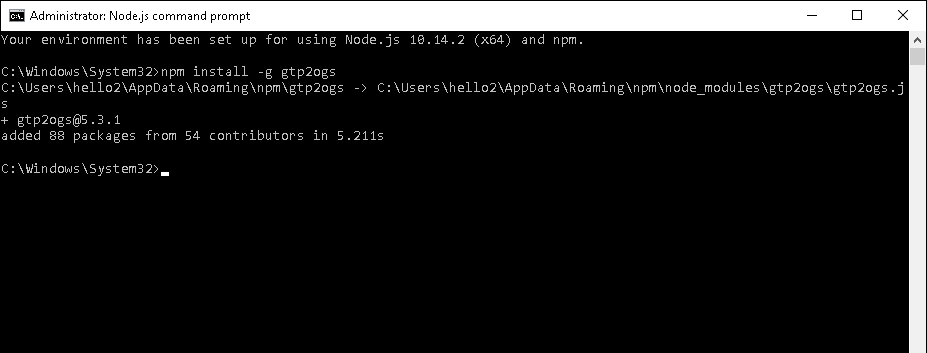 Administrator: Node.js command prompt
Your environment has been set up for using Node.js 10.14.2 (x64) and npm.
C:\Windows\System32>npm install -g gtp2ogs
C:\Users\hello2\AppData\Roaming\npm\gtp2ogs -> C:\Users\hello2\AppData\Roaming\npm\node_modules\gtp2ogs\gtp2ogs.j
s
+ gtp2ogs@5.3.1
added 88 packages from 54 contributors in 5.211s
C:\Windows\System32>